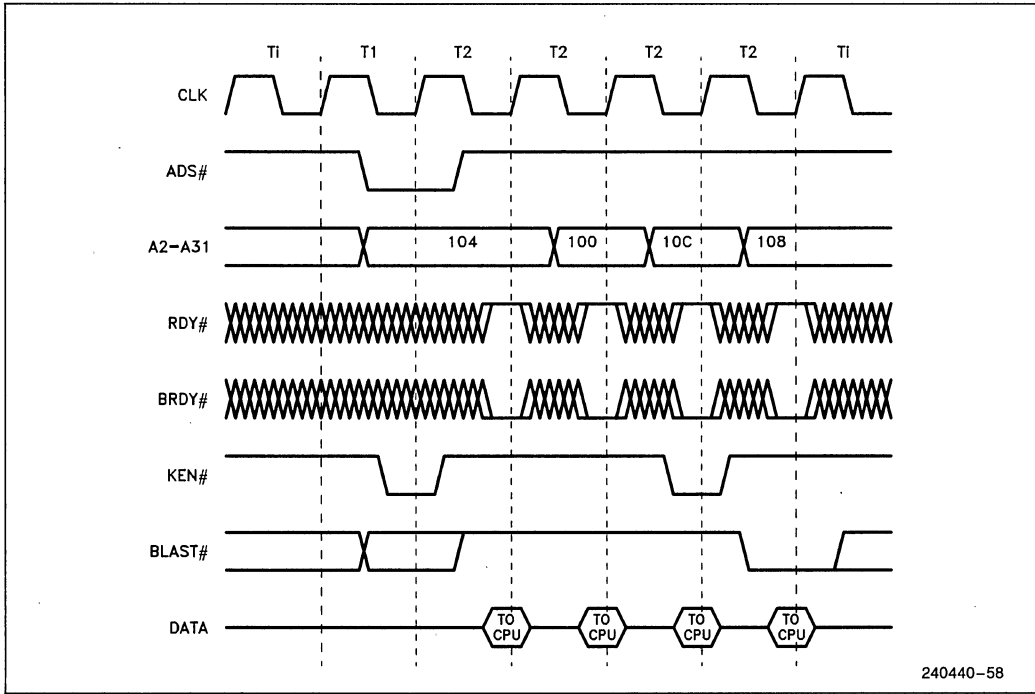 Ti T1 T2 T2 T2 T2 Ti
CLK
ADS#
A2-A31 104 100 10C 108
RDY#
BRDY#
KEN#
BLAST#
DATA TO CPU TO CPU TO CPU TO CPU
240440-58